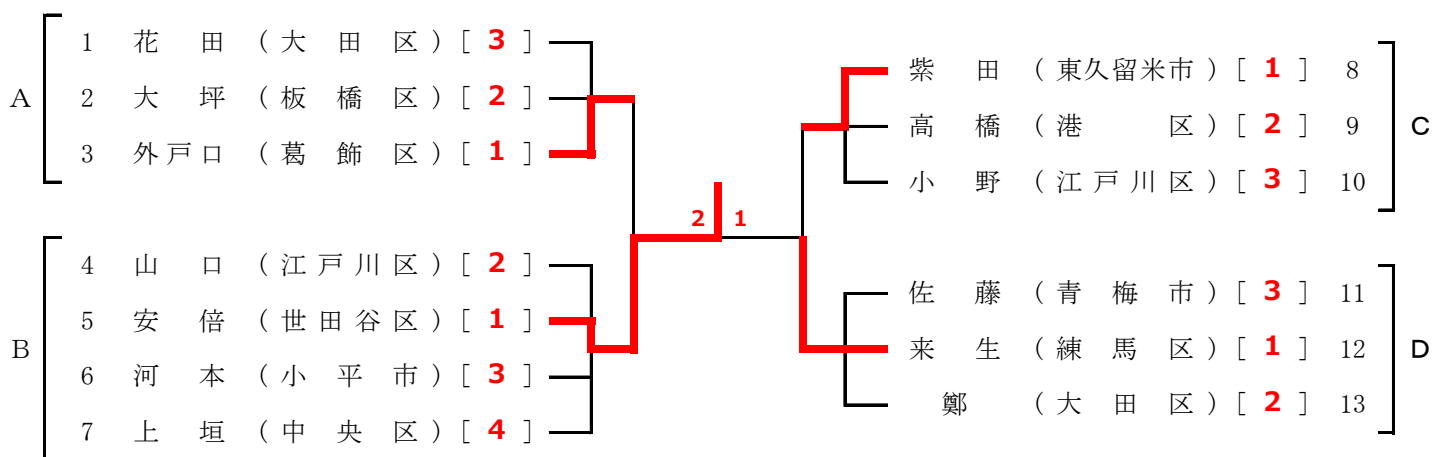 A
1 花田 (大田区) [ 3 ]
2 大坪 (板橋区) [ 2 ]
3 外戸口 (葛飾区) [ 1 ]
B
4 山口 (江戸川区) [ 2 ]
5 安倍 (世田谷区) [ 1 ]
6 河本 (小平市) [ 3 ]
7 上垣 (中央区) [ 4 ]
2 1
柴田 (東久留米市) [ 1 ] 8
高橋 (港区) [ 2 ] 9
小野 (江戸川区) [ 3 ] 10
C
佐藤 (青梅市) [ 3 ] 11
来生 (練馬区) [ 1 ] 12
鄭 (大田区) [ 2 ] 13
D